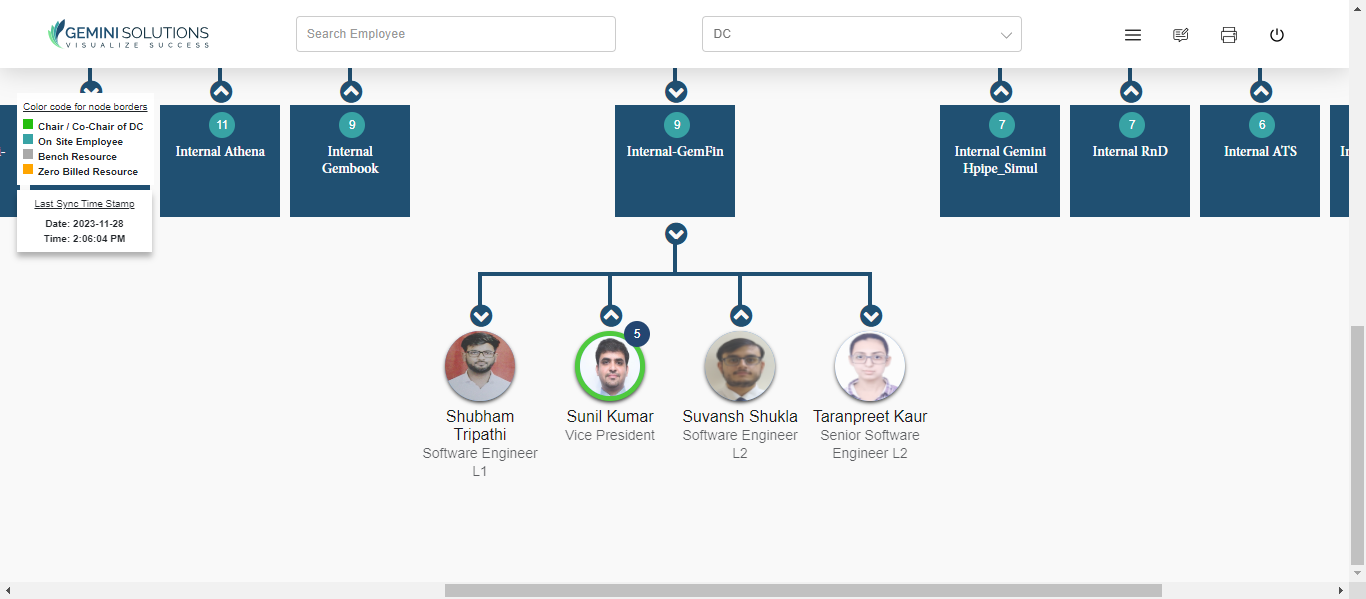 GEMINI SOLUTIONS
VISUALIZE SUCCESS
Search Employee
DC
Color code for node borders
Chair / Co-Chair of DC
On Site Employee
Bench Resource
Zero Billed Resource
Last Sync Time Stamp
Date: 2023-11-28
Time: 2:06:04 PM
11
Internal Athena
9
Internal
Gembook
9
Internal-GemFin
7
Internal Gemini
Hpipe_Simul
7
Internal RnD
6
Internal ATS
Shubham
Tripathi
Software Engineer
L1
5
Sunil Kumar
Vice President
Suvansh Shukla
Software Engineer
L2
Taranpreet Kaur
Senior Software
Engineer L2